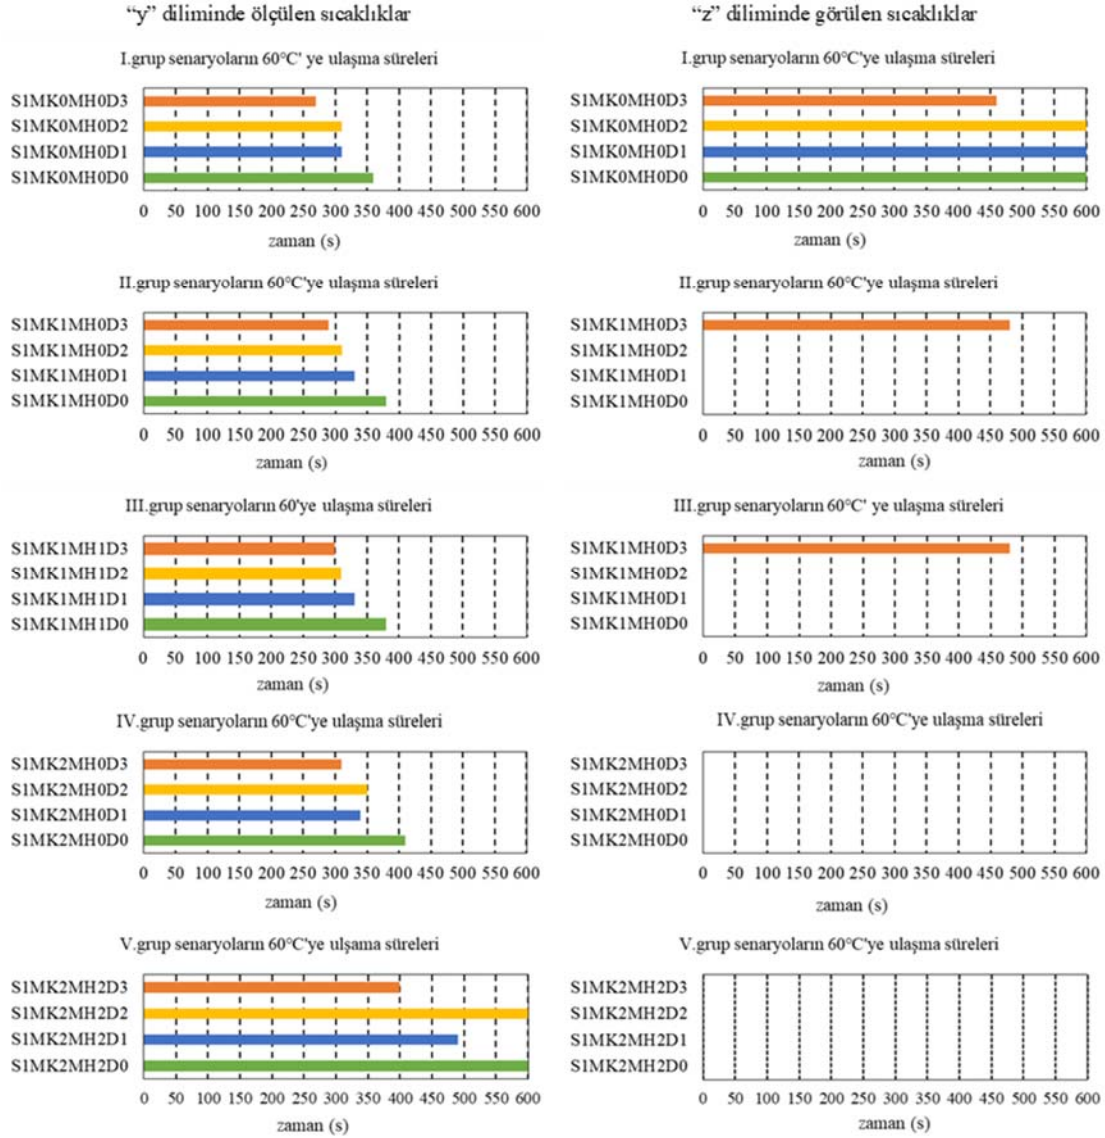 “y” diliminde ölçülen sıcaklıklar
I.grup senaryoların 60°C' ye ulaşma süreleri
S1MK0MH0D3
S1MK0MH0D2
S1MK0MH0D1
S1MK0MH0D0
0 50 100 150 200 250 300 350 400 450 500 550 600
zaman (s)
II.grup senaryoların 60°C'ye ulaşma süreleri
S1MK1MH0D3
S1MK1MH0D2
S1MK1MH0D1
S1MK1MH0D0
0 50 100 150 200 250 300 350 400 450 500 550 600
zaman (s)
III.grup senaryoların 60'ye ulaşma süreleri
S1MK1MH1D3
S1MK1MH1D2
S1MK1MH1D1
S1MK1MH1D0
0 50 100 150 200 250 300 350 400 450 500 550 600
zaman (s)
IV.grup senaryoların 60°C'ye ulaşma süreleri
S1MK2MH0D3
S1MK2MH0D2
S1MK2MH0D1
S1MK2MH0D0
0 50 100 150 200 250 300 350 400 450 500 550 600
zaman (s)
V.grup senaryoların 60°C'ye ulşama süreleri
S1MK2MH2D3
S1MK2MH2D2
S1MK2MH2D1
S1MK2MH2D0
0 50 100 150 200 250 300 350 400 450 500 550 600
zaman (s)
“z” diliminde görülen sıcaklıklar
I.grup senaryoların 60°C'ye ulaşma süreleri
S1MK0MH0D3
S1MK0MH0D2
S1MK0MH0D1
S1MK0MH0D0
0 50 100 150 200 250 300 350 400 450 500 550 600
zaman (s)
II.grup senaryoların 60°C'ye ulaşma süreleri
S1MK1MH0D3
S1MK1MH0D2
S1MK1MH0D1
S1MK1MH0D0
0 50 100 150 200 250 300 350 400 450 500 550 600
zaman (s)
III.grup senaryoların 60°C' ye ulaşma süreleri
S1MK1MH0D3
S1MK1MH0D2
S1MK1MH0D1
S1MK1MH0D0
0 50 100 150 200 250 300 350 400 450 500 550 600
zaman (s)
IV.grup senaryoların 60°C'ye ulaşma süreleri
S1MK2MH0D3
S1MK2MH0D2
S1MK2MH0D1
S1MK2MH0D0
0 50 100 150 200 250 300 350 400 450 500 550 600
zaman (s)
V.grup senaryoların 60°C'ye ulaşma süreleri
S1MK2MH2D3
S1MK2MH2D2
S1MK2MH2D1
S1MK2MH2D0
0 50 100 150 200 250 300 350 400 450 500 550 600
zaman (s)